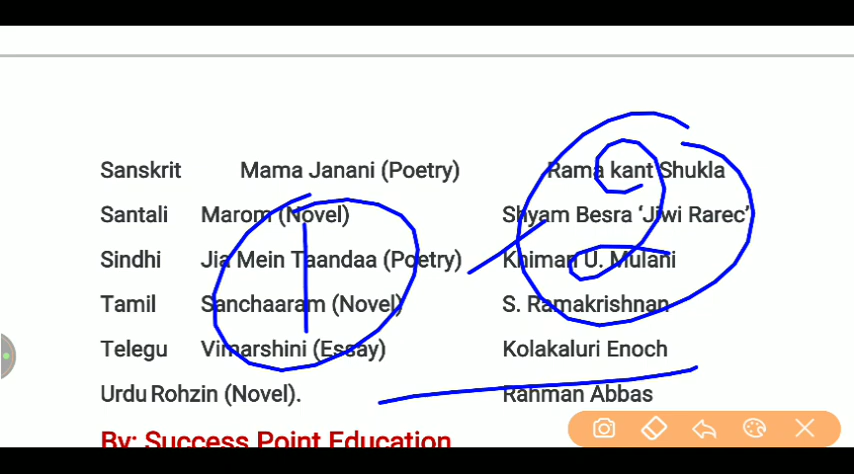 Sanskrit Mama Janani (Poetry) Rama kant Shukla
Santali Marom (Novel) Shyam Besra ‘Jiwi Rarec’
Sindhi Jia Mein Taandaa (Poetry) Khiman U. Mulani
Tamil Sanchaaram (Novel) S. Ramakrishnan
Telegu Vimarshini (Essay) Kolakaluri Enoch
Urdu Rohzin (Novel). Rahman Abbas
By: Success Point Education